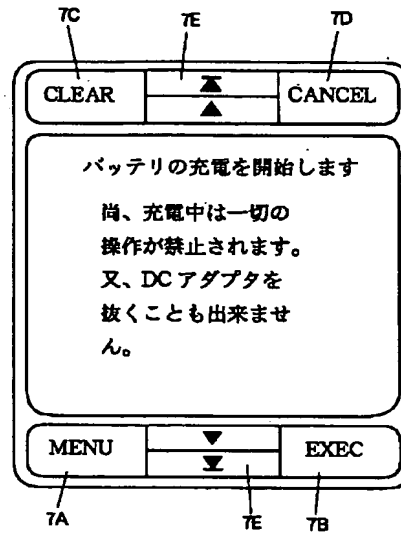 7C 7E 7D
CLEAR CANCEL
バッテリの充電を開始します
尚、充電中は一切の
操作が禁止されます。
又、DCアダプタを
抜くことも出来ませ
ん。
MENU EXEC
7A 7E 7B